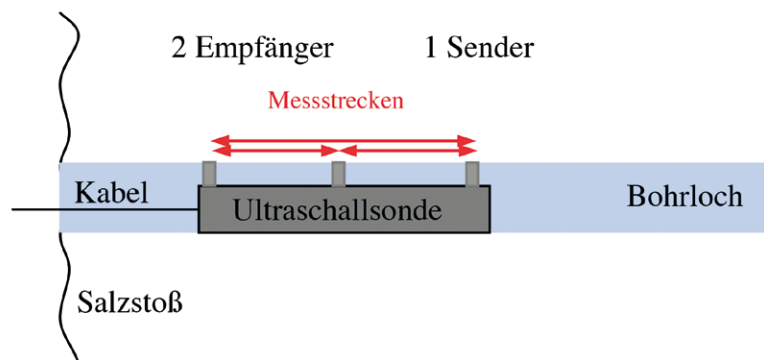 2 Empfänger
1 Sender
Messstrecken
Kabel
Ultraschallsonde
Bohrloch
Salzstoß